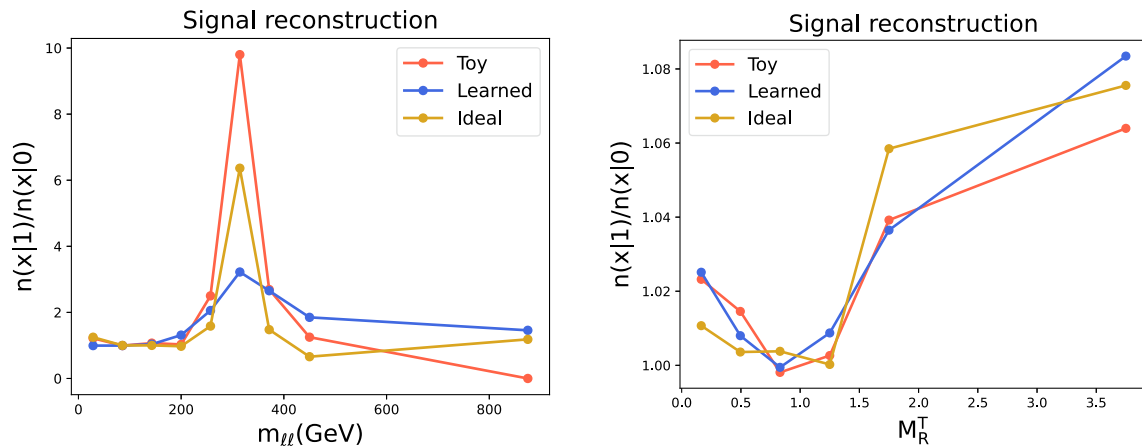 Signal reconstruction
n(x|1)/n(x|0)
10
8
6
4
2
0
Toy
Learned
Ideal
0 200 400 600 800
m_ℓℓ(GeV)
Signal reconstruction
n(x|1)/n(x|0)
1.08
1.06
1.04
1.02
1.00
Toy
Learned
Ideal
0.0 0.5 1.0 1.5 2.0 2.5 3.0 3.5
M_R^T